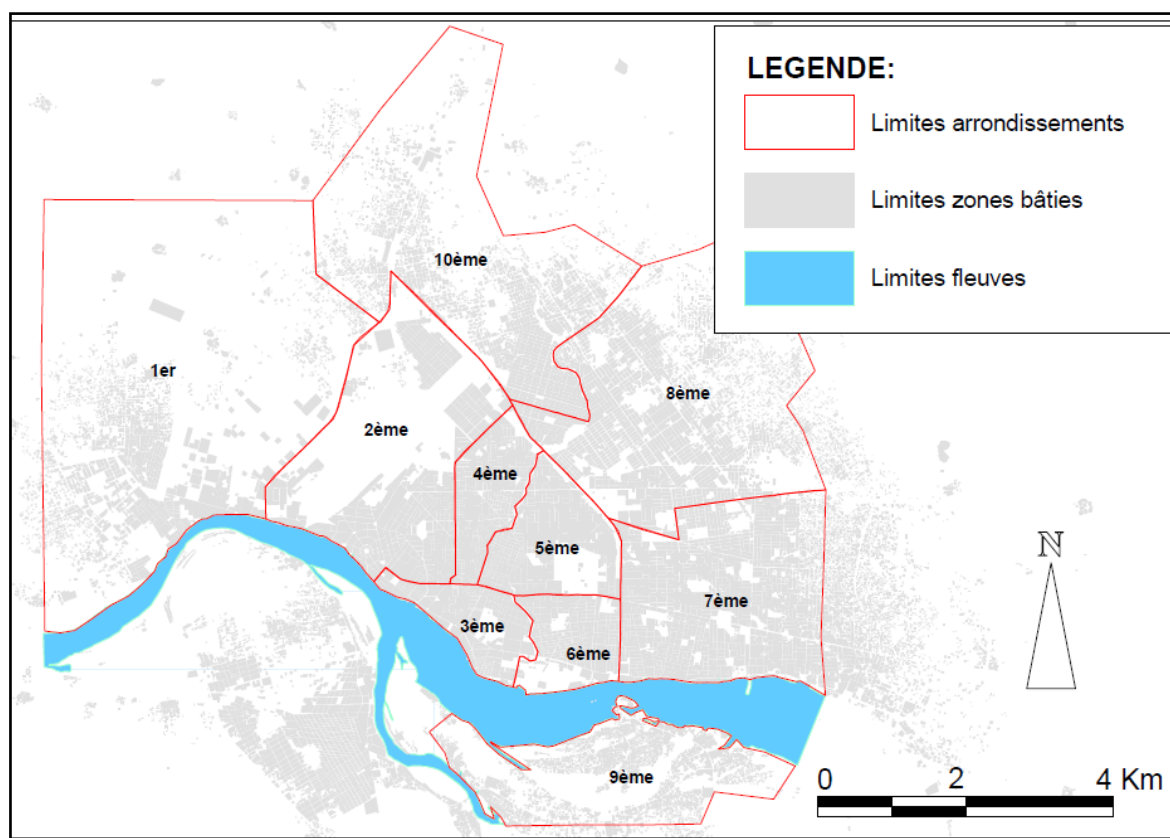 LEGENDE:
Limites arrondissements
Limites zones bâties
Limites fleuves
10ème
1er
8ème
2ème
4ème
5ème
7ème
3ème
6ème
9ème
N
0 2 4 Km